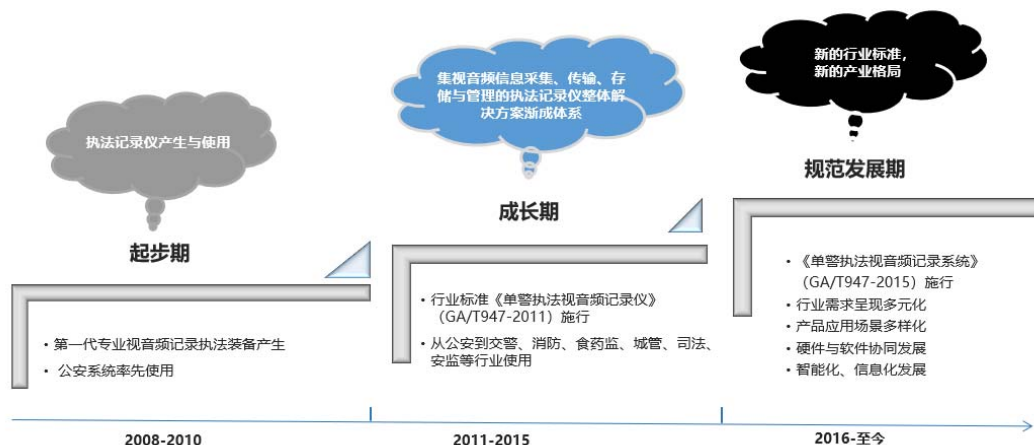 执法记录仪产生与使用
起步期
• 第一代专业视音频记录执法装备产生
• 公安系统率先使用
2008-2010
集视音频信息采集、传输、存
储与管理的执法记录仪整体解
决方案渐成体系
成长期
• 行业标准《单警执法视音频记录仪》
（GA/T947-2011）施行
• 从公安到交警、消防、食药监、城管、司法、
安监等行业使用
2011-2015
新的行业标准，
新的产业格局
规范发展期
• 《单警执法视音频记录系统》
（GA/T947-2015）施行
• 行业需求呈现多元化
• 产品应用场景多样化
• 硬件与软件协同发展
• 智能化、信息化发展
2016-至今